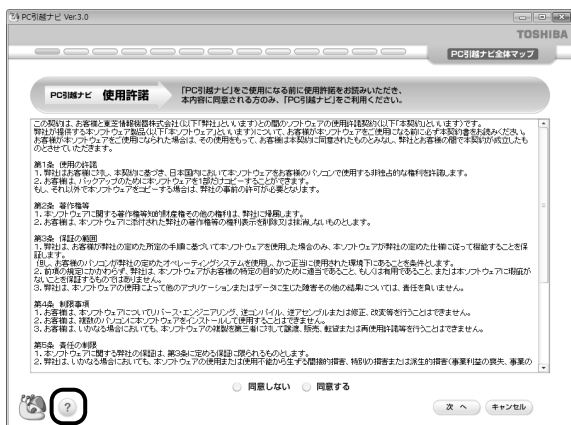 PC引越ナビ Ver.3.0
TOSHIBA
PC引越ナビ全体マップ
PC引越ナビ 使用許諾
「PC引越ナビ」をご使用になる前に使用許諾をお読みいただき、
本内容に同意される方のみ、「PC引越ナビ」をご利用ください。
この契約は、お客様と東芝情報機器株式会社(以下「弊社」といいます)との間のソフトウェアの使用許諾契約(以下「本契約」といいます)です。
弊社が提供する本ソフトウェア製品(以下「本ソフトウェア」といいます)について、お客様が本ソフトウェアをご使用になる前に必ず本契約書をお読みください。
お客様が本ソフトウェアをご使用になられた場合は、その使用をもって、お客様は本契約に同意されたものとみなし、弊社とお客様の間で本契約が成立したも
のとさせていただきます。
第1条 使用の許諾
1. 弊社はお客様に対し、本契約に基づき、日本国内において本ソフトウェアをお客様のパソコンで使用する非独占的な権利を許諾します。
2. お客様は、バックアップのために本ソフトウェアを1部だけコピーすることができます。
もし、それ以外で本ソフトウェアをコピーする場合は、弊社の事前の許可が必要となります。
第2条 著作権等
1. 本ソフトウェアに関する著作権等知的財産権その他の権利は、弊社に帰属します。
2. お客様は、本ソフトウェアに添付された弊社の著作権等の権利表示を削除又は抹消しないものとします。
第3条 保証の範囲
1. 弊社は、お客様が弊社の定めた所定の手順に基づいて本ソフトウェアを使用した場合のみ、本ソフトウェアが弊社の定めた仕様に従って機能することを保
証します。
但し、お客様のパソコンが弊社の定めたオペレーティングシステムを使用し、かつ正当に使用された環境下にあることを条件とします。
2. 前項の規定にかかわらず、弊社は、本ソフトウェアがお客様の特定の目的のために適当であること、もしくは有用であること、または本ソフトウェアに瑕疵が
ないことを保証するものではありません。
3. 弊社は、本ソフトウェアの使用によって他のアプリケーションまたはデータに生じた障害その他の結果については、責任を負いません。
第4条 制限事項
1. お客様は、本ソフトウェアについてリバース・エンジニアリング、逆コンパイル、逆アセンブルまたは修正、改変等を行うことはできません。
2. お客様は、複数のパソコンに本ソフトウェアをインストールして使用することはできません。
3. お客様は、いかなる場合においても、本ソフトウェアの複製を第三者に対して譲渡、販売、転貸または再使用許諾等を行うことはできません。
第5条 責任の制限
1. 本ソフトウェアに関する弊社の保証は、第3条に定める保証に限られるものとします。
2. 弊社は、いかなる場合においても、本ソフトウェアの使用または使用不能から生ずる間接的損害、特別の損害または派生的損害(事業利益の喪失、事業の
同意しない 同意する
?
次 へ キャンセル